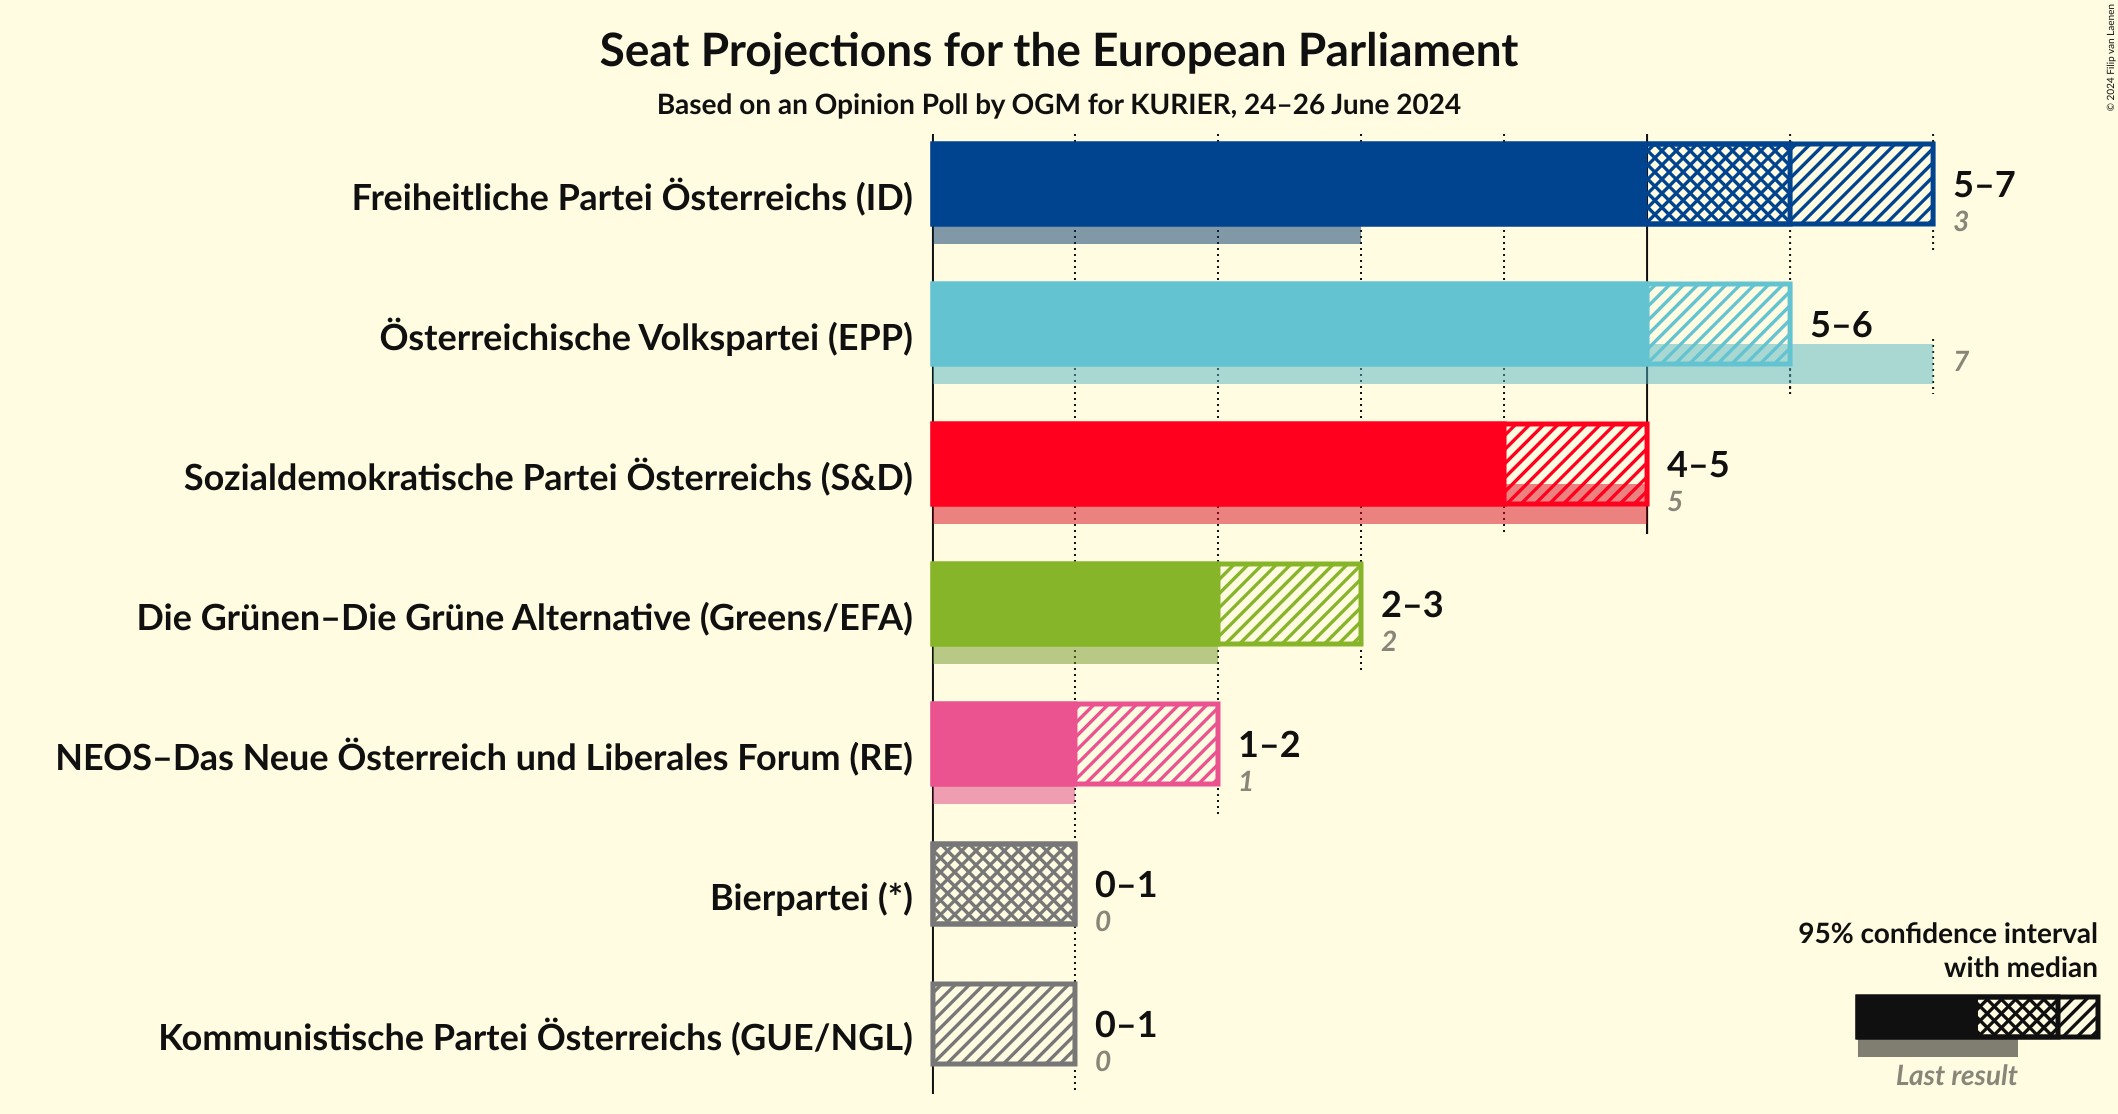 Seat Projections for the European Parliament
Based on an Opinion Poll by OGM for KURIER, 24–26 June 2024
© 2024 Filip van Laenen
Freiheitliche Partei Österreichs (ID)
5–7
3
Österreichische Volkspartei (EPP)
5–6
7
Sozialdemokratische Partei Österreichs (S&D)
4–5
5
Die Grünen–Die Grüne Alternative (Greens/EFA)
2–3
2
NEOS–Das Neue Österreich und Liberales Forum (RE)
1–2
1
Bierpartei (*)
0–1
0
Kommunistische Partei Österreichs (GUE/NGL)
0–1
0
95% confidence interval
with median
Last result